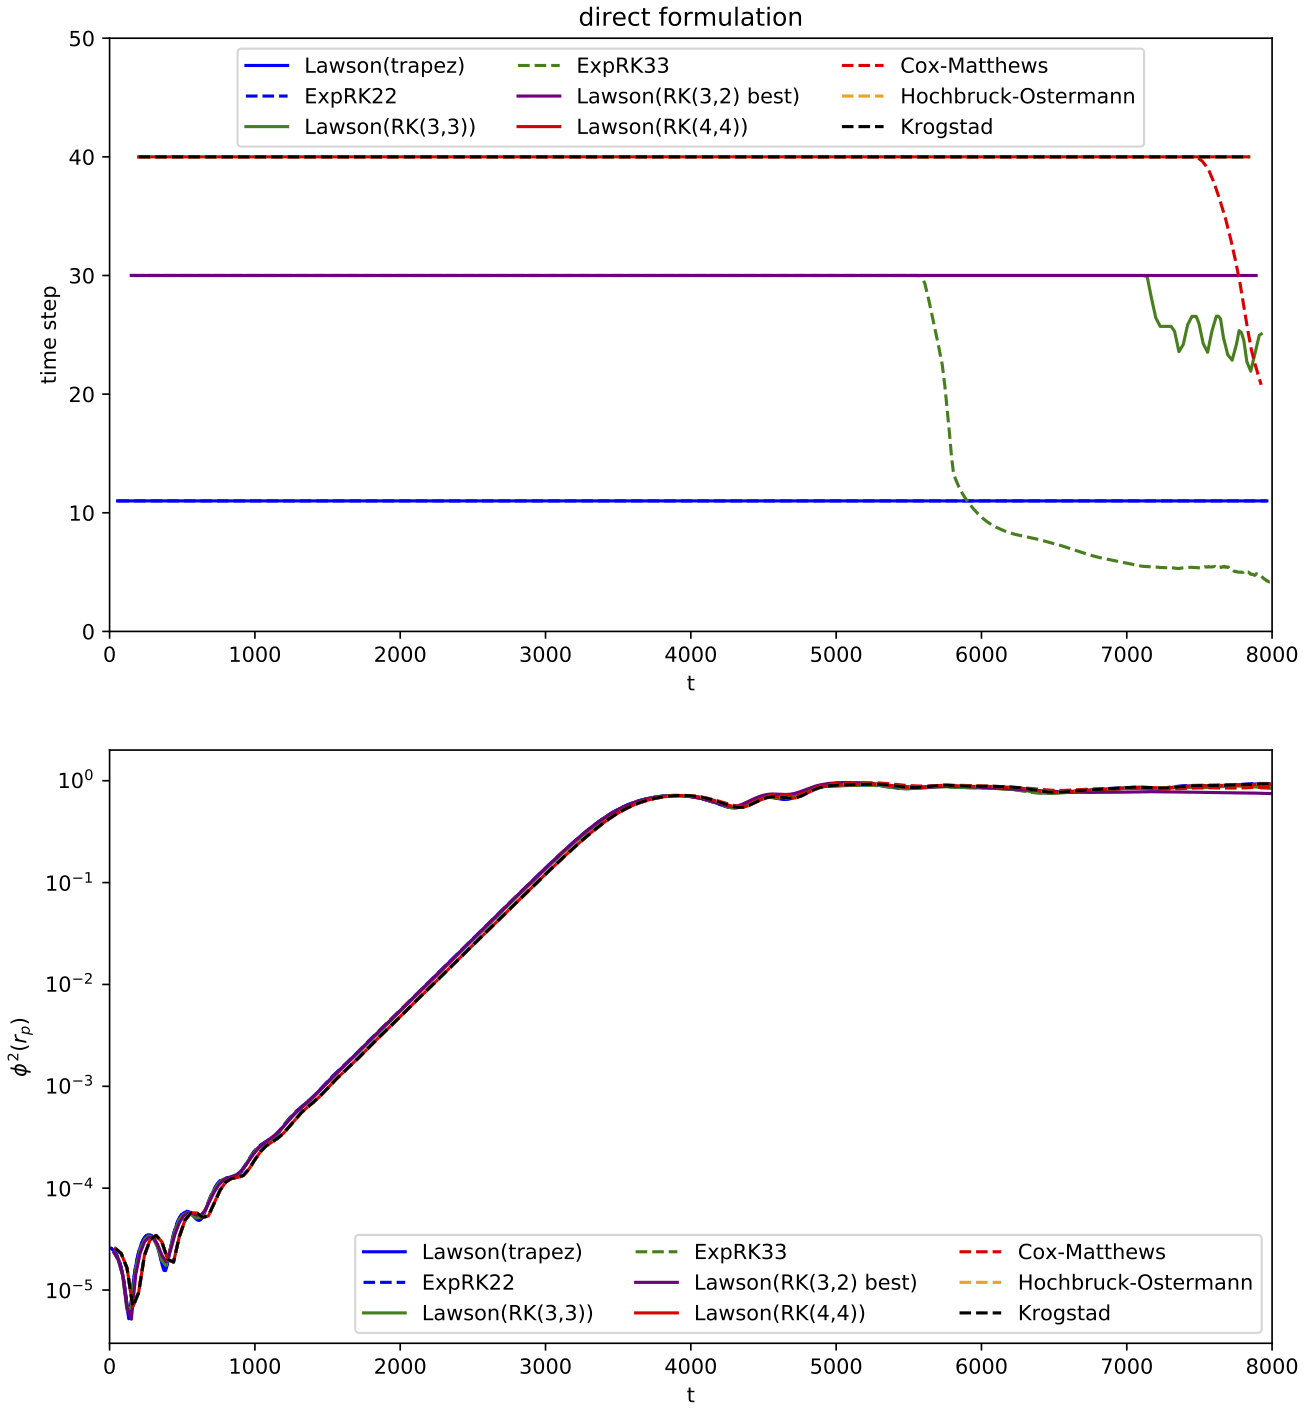 direct formulation
50
40
30
20
10
0
time step
Lawson(trapez)
ExpRK22
Lawson(RK(3,3))
ExpRK33
Lawson(RK(3,2) best)
Lawson(RK(4,4))
Cox-Matthews
Hochbruck-Ostermann
Krogstad
0 1000 2000 3000 4000 5000 6000 7000 8000
t
10⁰
10⁻¹
10⁻²
10⁻³
10⁻⁴
10⁻⁵
ϕ²(rₚ)
Lawson(trapez)
ExpRK22
Lawson(RK(3,3))
ExpRK33
Lawson(RK(3,2) best)
Lawson(RK(4,4))
Cox-Matthews
Hochbruck-Ostermann
Krogstad
0 1000 2000 3000 4000 5000 6000 7000 8000
t